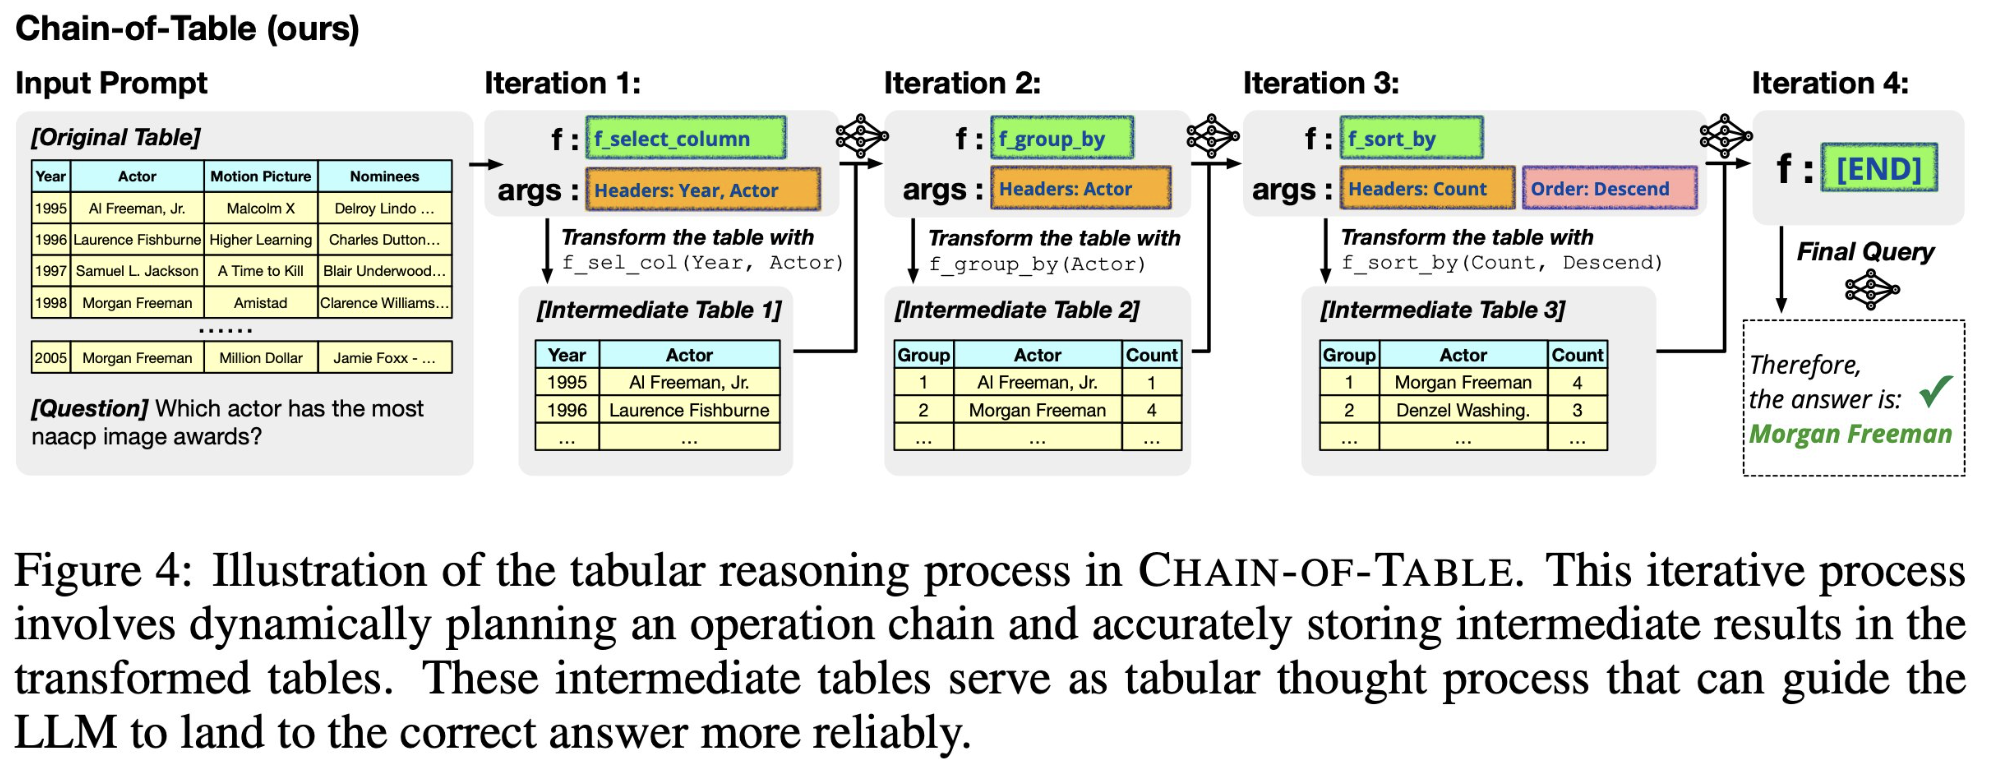 Chain-of-Table (ours)
Input Prompt
[Original Table]
Year Actor Motion Picture Nominees
1995 Al Freeman, Jr. Malcolm X Delroy Lindo ...
1996 Laurence Fishburne Higher Learning Charles Dutton...
1997 Samuel L. Jackson A Time to Kill Blair Underwood...
1998 Morgan Freeman Amistad Clarence Williams...
......
2005 Morgan Freeman Million Dollar Jamie Foxx - ...
[Question] Which actor has the most
naacp image awards?
Iteration 1:
f : f_select_column
args : Headers: Year, Actor
Transform the table with
f_sel_col(Year, Actor)
[Intermediate Table 1]
Year Actor
1995 Al Freeman, Jr.
1996 Laurence Fishburne
... ...
Iteration 2:
f : f_group_by
args : Headers: Actor
Transform the table with
f_group_by(Actor)
[Intermediate Table 2]
Group Actor Count
1 Al Freeman, Jr. 1
2 Morgan Freeman 4
... ... ...
Iteration 3:
f : f_sort_by
args : Headers: Count Order: Descend
Transform the table with
f_sort_by(Count, Descend)
[Intermediate Table 3]
Group Actor Count
1 Morgan Freeman 4
2 Denzel Washing. 3
... ... ...
Iteration 4:
f : [END]
Final Query
Therefore,
the answer is:
Morgan Freeman
Figure 4: Illustration of the tabular reasoning process in CHAIN-OF-TABLE. This iterative process
involves dynamically planning an operation chain and accurately storing intermediate results in the
transformed tables. These intermediate tables serve as tabular thought process that can guide the
LLM to land to the correct answer more reliably.